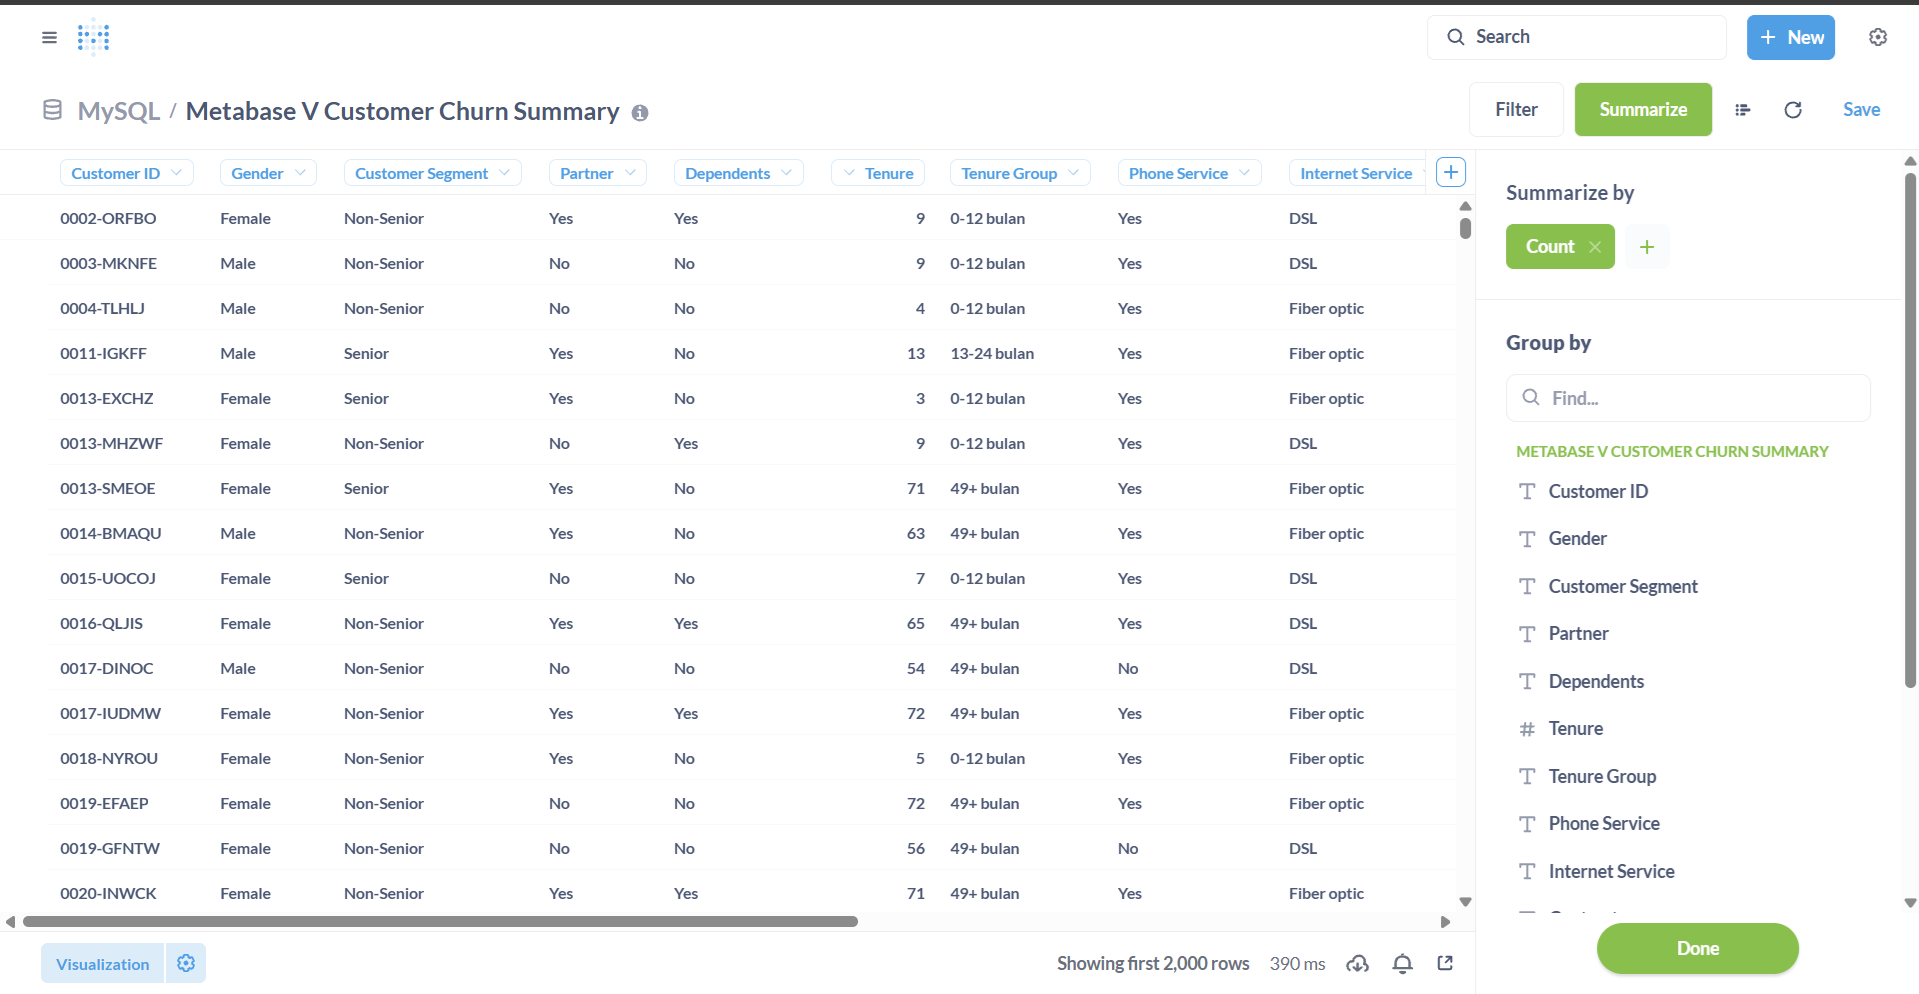 Search
+ New
MySQL / Metabase V Customer Churn Summary
Filter
Summarize
Save
Customer ID Gender Customer Segment Partner Dependents Tenure Tenure Group Phone Service Internet Service
0002-ORFBO Female Non-Senior Yes Yes 9 0-12 bulan Yes DSL
0003-MKNFE Male Non-Senior No No 9 0-12 bulan Yes DSL
0004-TLHLJ Male Non-Senior No No 4 0-12 bulan Yes Fiber optic
0011-IGKFF Male Senior Yes No 13 13-24 bulan Yes Fiber optic
0013-EXCHZ Female Senior Yes No 3 0-12 bulan Yes Fiber optic
0013-MHZWF Female Non-Senior No Yes 9 0-12 bulan Yes DSL
0013-SMEOE Female Senior Yes No 71 49+ bulan Yes Fiber optic
0014-BMAQU Male Non-Senior Yes No 63 49+ bulan Yes Fiber optic
0015-UOCOJ Female Senior No No 7 0-12 bulan Yes DSL
0016-QLJIS Female Non-Senior Yes Yes 65 49+ bulan Yes DSL
0017-DINOC Male Non-Senior No No 54 49+ bulan No DSL
0017-IUDMW Female Non-Senior Yes Yes 72 49+ bulan Yes Fiber optic
0018-NYROU Female Non-Senior Yes No 5 0-12 bulan Yes Fiber optic
0019-EFAEP Female Non-Senior No No 72 49+ bulan Yes Fiber optic
0019-GFNTW Female Non-Senior No No 56 49+ bulan No DSL
0020-INWCK Female Non-Senior Yes Yes 71 49+ bulan Yes Fiber optic
Visualization
Showing first 2,000 rows 390 ms
Summarize by
Count
Group by
Find...
METABASE V CUSTOMER CHURN SUMMARY
Customer ID
Gender
Customer Segment
Partner
Dependents
# Tenure
Tenure Group
Phone Service
Internet Service
Done